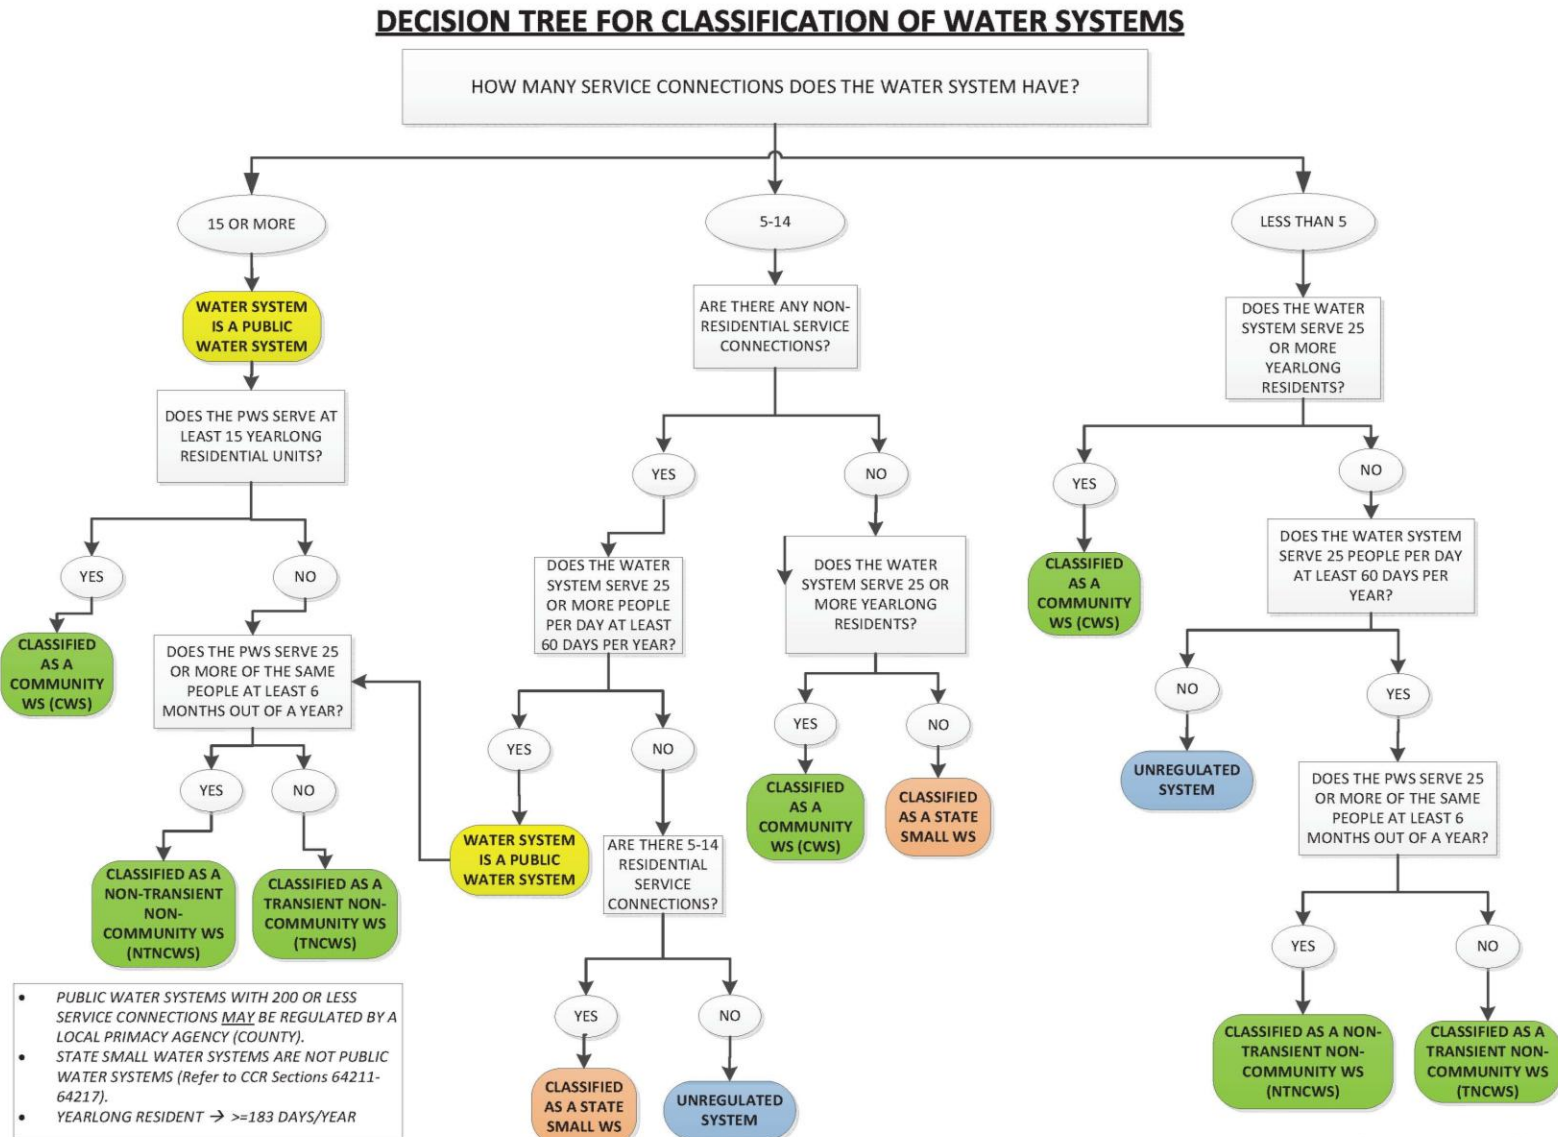 DECISION TREE FOR CLASSIFICATION OF WATER SYSTEMS
HOW MANY SERVICE CONNECTIONS DOES THE WATER SYSTEM HAVE?
15 OR MORE
5-14
LESS THAN 5
WATER SYSTEM
IS A PUBLIC
WATER SYSTEM
DOES THE PWS SERVE AT
LEAST 15 YEARLONG
RESIDENTIAL UNITS?
YES
NO
CLASSIFIED
AS A
COMMUNITY
WS (CWS)
DOES THE PWS SERVE 25
OR MORE OF THE SAME
PEOPLE AT LEAST 6
MONTHS OUT OF A YEAR?
YES
NO
CLASSIFIED AS A
NON-TRANSIENT
NON-
COMMUNITY WS
(NTNCWS)
CLASSIFIED AS A
TRANSIENT NON-
COMMUNITY WS
(TNCWS)
ARE THERE ANY NON-
RESIDENTIAL SERVICE
CONNECTIONS?
YES
NO
DOES THE WATER
SYSTEM SERVE 25
OR MORE PEOPLE
PER DAY AT LEAST
60 DAYS PER YEAR?
YES
NO
WATER SYSTEM
IS A PUBLIC
WATER SYSTEM
ARE THERE 5-14
RESIDENTIAL
SERVICE
CONNECTIONS?
YES
NO
CLASSIFIED
AS A STATE
SMALL WS
UNREGULATED
SYSTEM
DOES THE WATER
SYSTEM SERVE 25 OR
MORE YEARLONG
RESIDENTS?
YES
NO
CLASSIFIED
AS A
COMMUNITY
WS (CWS)
CLASSIFIED
AS A STATE
SMALL WS
DOES THE WATER
SYSTEM SERVE 25
OR MORE
YEARLONG
RESIDENTS?
YES
NO
CLASSIFIED
AS A
COMMUNITY
WS (CWS)
DOES THE WATER SYSTEM
SERVE 25 PEOPLE PER DAY
AT LEAST 60 DAYS PER
YEAR?
NO
YES
UNREGULATED
SYSTEM
DOES THE PWS SERVE 25
OR MORE OF THE SAME
PEOPLE AT LEAST 6
MONTHS OUT OF A YEAR?
YES
NO
CLASSIFIED AS A NON-
TRANSIENT NON-
COMMUNITY WS
(NTNCWS)
CLASSIFIED AS A
TRANSIENT NON-
COMMUNITY WS
(TNCWS)
• PUBLIC WATER SYSTEMS WITH 200 OR LESS
SERVICE CONNECTIONS MAY BE REGULATED BY A
LOCAL PRIMACY AGENCY (COUNTY).
• STATE SMALL WATER SYSTEMS ARE NOT PUBLIC
WATER SYSTEMS (Refer to CCR Sections 64211-
64217).
• YEARLONG RESIDENT → >=183 DAYS/YEAR